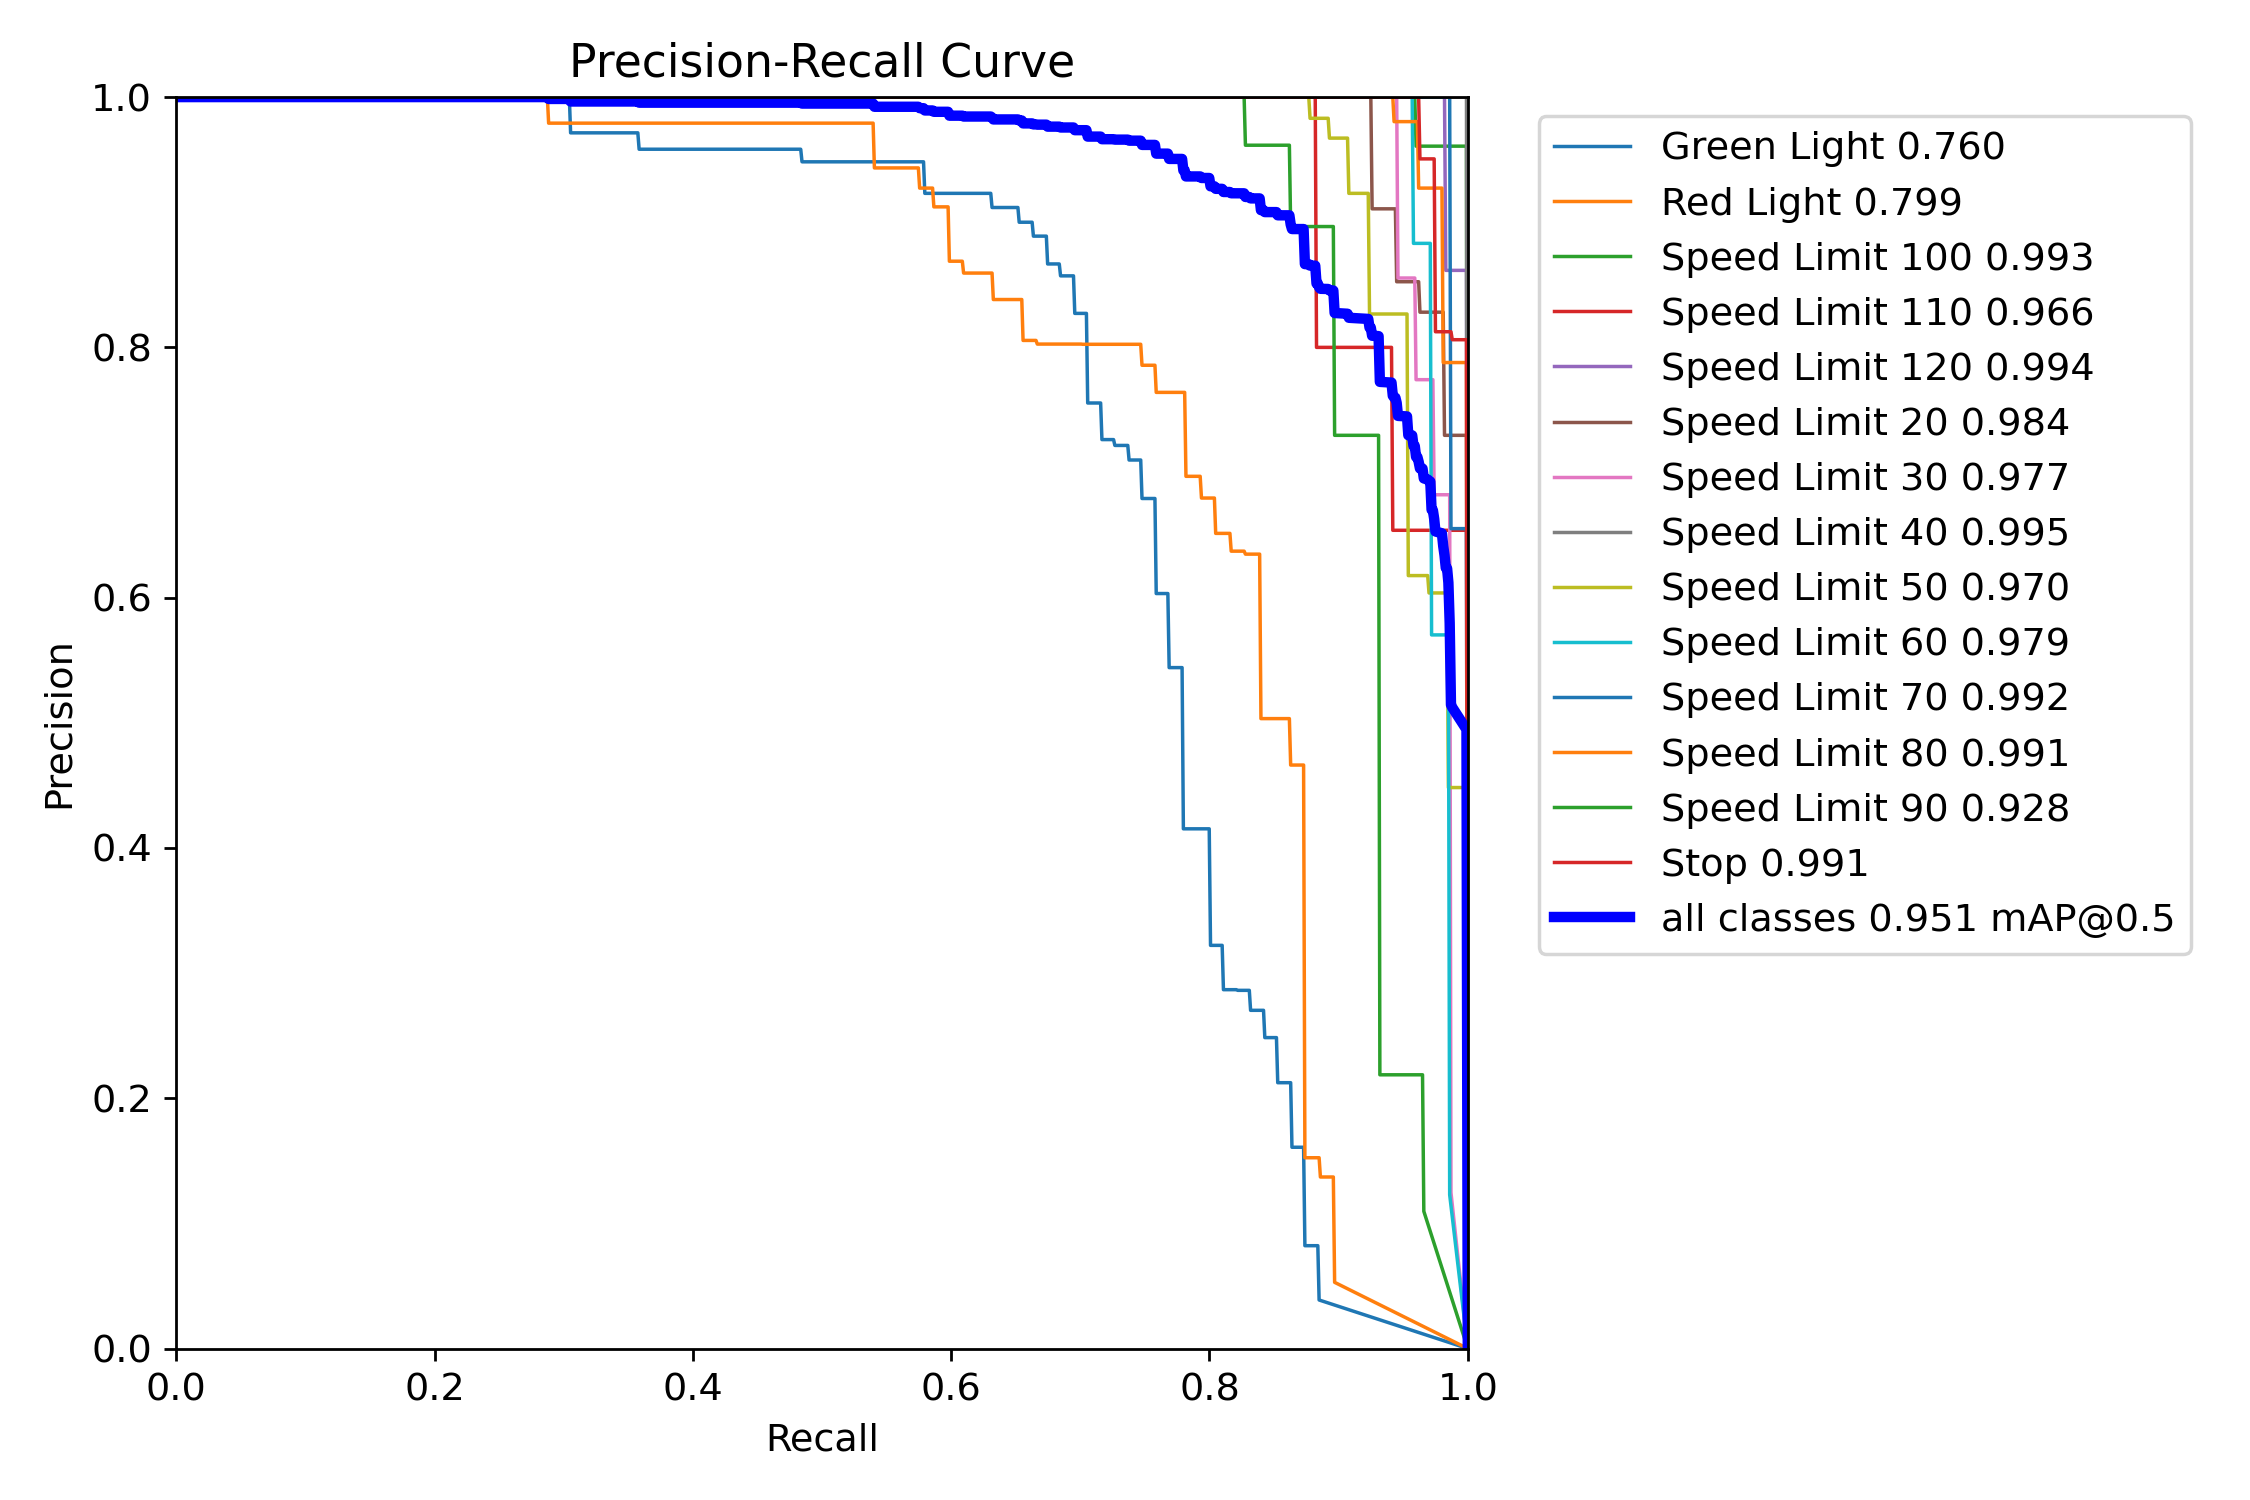 Precision-Recall Curve
1.0
0.8
0.6
0.4
0.2
0.0
Precision
0.0 0.2 0.4 0.6 0.8 1.0
Recall
Green Light 0.760
Red Light 0.799
Speed Limit 100 0.993
Speed Limit 110 0.966
Speed Limit 120 0.994
Speed Limit 20 0.984
Speed Limit 30 0.977
Speed Limit 40 0.995
Speed Limit 50 0.970
Speed Limit 60 0.979
Speed Limit 70 0.992
Speed Limit 80 0.991
Speed Limit 90 0.928
Stop 0.991
all classes 0.951 mAP@0.5